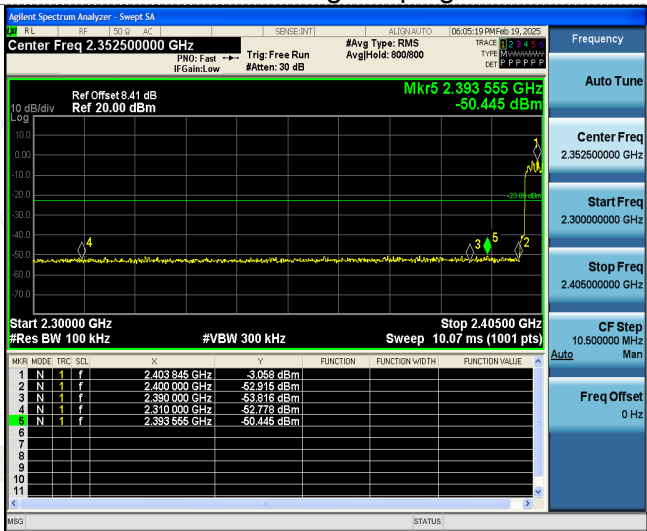 Agilent Spectrum Analyzer - Swept SA
RL RF 50 Ω AC SENSE:INT ALIGN AUTO 06:05:19 PM Feb 19, 2025
Center Freq 2.352500000 GHz
PNO: Fast
IFGain:Low
Trig: Free Run
#Atten: 30 dB
#Avg Type: RMS
Avg|Hold: 800/800
TRACE 1 2 3 4 5 6
TYPE M W W W W W
DET P P P P P P
Ref Offset 8.41 dB
Ref 20.00 dBm
10 dB/div
Log
Mkr5 2.393 555 GHz
-50.445 dBm
10.0
0.00
-10.0
-20.0
-30.0
-40.0
-50.0
-60.0
-70.0
-23.06 dBm
1
4
3
5
2
Start 2.30000 GHz
Stop 2.40500 GHz
#Res BW 100 kHz #VBW 300 kHz Sweep 10.07 ms (1001 pts)
MKR MODE TRC SCL X Y FUNCTION FUNCTION WIDTH FUNCTION VALUE
1 N 1 f 2.403 845 GHz -3.058 dBm
2 N 1 f 2.400 000 GHz -52.915 dBm
3 N 1 f 2.390 000 GHz -53.816 dBm
4 N 1 f 2.310 000 GHz -52.778 dBm
5 N 1 f 2.393 555 GHz -50.445 dBm
6
7
8
9
10
11
MSG STATUS
Frequency
Auto Tune
Center Freq
2.352500000 GHz
Start Freq
2.300000000 GHz
Stop Freq
2.405000000 GHz
CF Step
10.500000 MHz
Auto Man
Freq Offset
0 Hz